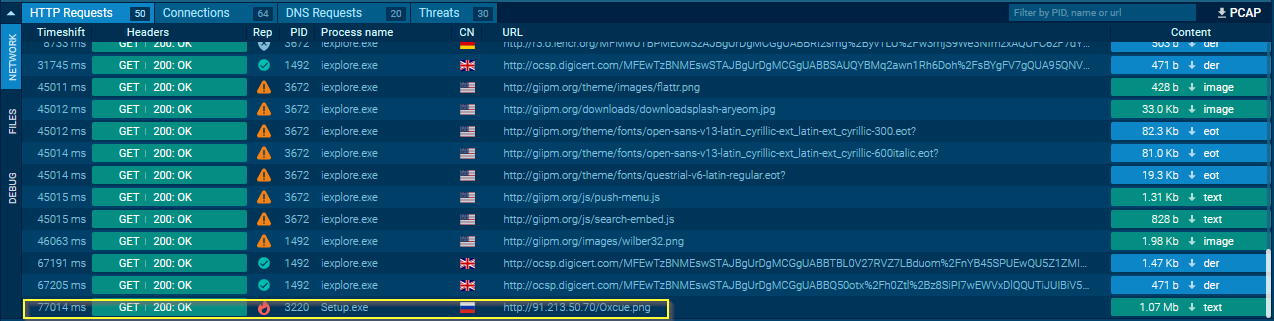 HTTP Requests 50 Connections 64 DNS Requests 20 Threats 30 Filter by PID, name or url PCAP
Timeshift Headers Rep PID Process name CN URL Content
8733 ms GET 200: OK 3672 iexplore.exe 503 b der
31745 ms GET 200: OK 1492 iexplore.exe http://ocsp.digicert.com/MFEwTzBNMEswSTAJBgUrDgMCGgUABBSAUQYBMq2awn1Rh6Doh%2FsBYgFV7gQUA95QNV... 471 b der
45011 ms GET 200: OK 3672 iexplore.exe http://giipm.org/theme/images/flattr.png 428 b image
45012 ms GET 200: OK 3672 iexplore.exe http://giipm.org/downloads/downloadsplash-aryeom.jpg 33.0 Kb image
45012 ms GET 200: OK 3672 iexplore.exe http://giipm.org/theme/fonts/open-sans-v13-latin_cyrillic-ext_latin-ext_cyrillic-300.eot? 82.3 Kb eot
45014 ms GET 200: OK 3672 iexplore.exe http://giipm.org/theme/fonts/open-sans-v13-latin_cyrillic-ext_latin-ext_cyrillic-600italic.eot? 81.0 Kb eot
45014 ms GET 200: OK 3672 iexplore.exe http://giipm.org/theme/fonts/questrial-v6-latin-regular.eot? 19.3 Kb eot
45015 ms GET 200: OK 3672 iexplore.exe http://giipm.org/js/push-menu.js 1.31 Kb text
45015 ms GET 200: OK 3672 iexplore.exe http://giipm.org/js/search-embed.js 828 b text
46063 ms GET 200: OK 1492 iexplore.exe http://giipm.org/images/wilber32.png 1.98 Kb image
67191 ms GET 200: OK 1492 iexplore.exe http://ocsp.digicert.com/MFEwTzBNMEswSTAJBgUrDgMCGgUABBTBL0V27RVZ7LBduom%2FnYB45SPUEwQU5Z1ZMI... 1.47 Kb der
67205 ms GET 200: OK 1492 iexplore.exe http://ocsp.digicert.com/MFEwTzBNMEswSTAJBgUrDgMCGgUABBQ50otx%2Fh0Ztl%2Bz8SiPI7wEWVxDlQQUTiJUIBiV5... 471 b der
77014 ms GET 200: OK 3220 Setup.exe http://91.213.50.70/Oxcue.png 1.07 Mb text
NETWORK
FILES
DEBUG